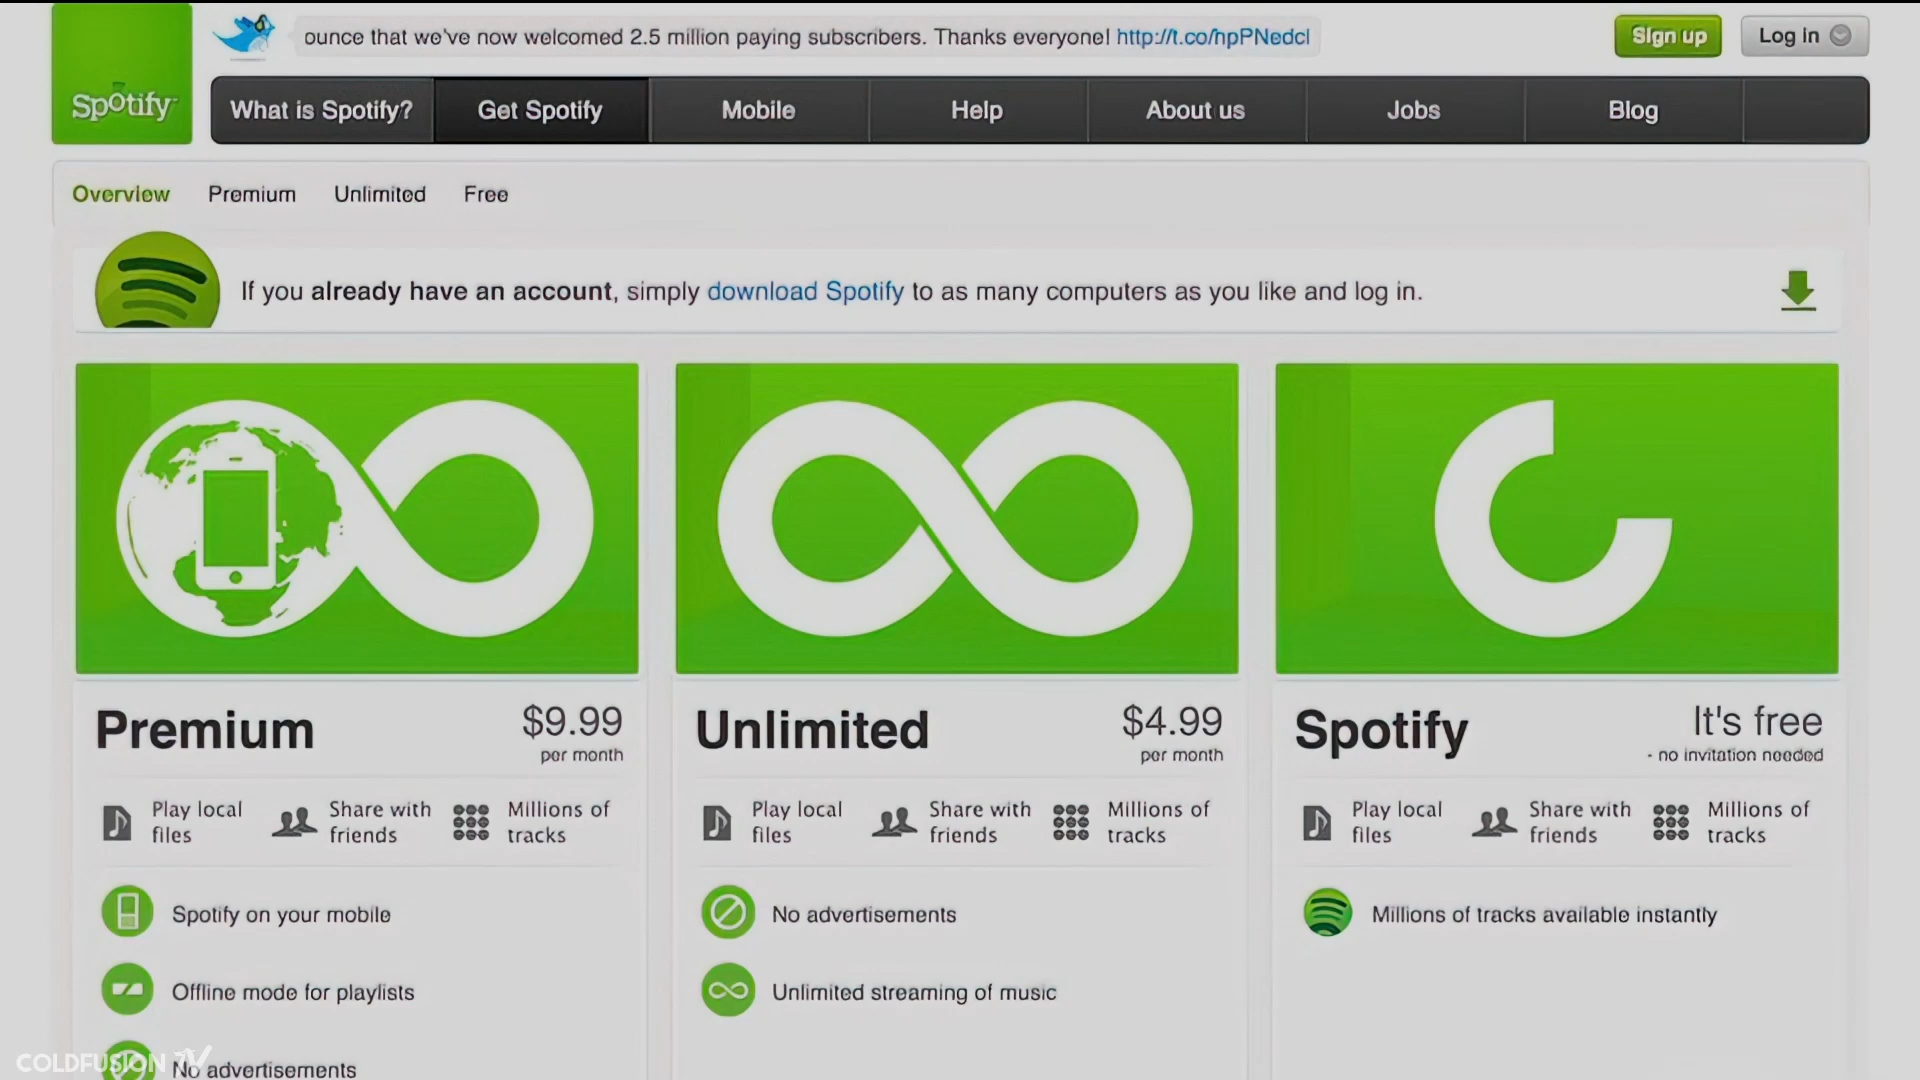 ounce that we've now welcomed 2.5 million paying subscribers. Thanks everyone! http://t.co/hpPNedcl
Sign up
Log in
Spotify
What is Spotify?
Get Spotify
Mobile
Help
About us
Jobs
Blog
Overview
Premium
Unlimited
Free
If you already have an account, simply download Spotify to as many computers as you like and log in.
Premium
$9.99
per month
Play local
files
Share with
friends
Millions of
tracks
Spotify on your mobile
Offline mode for playlists
No advertisements
Unlimited
$4.99
per month
Play local
files
Share with
friends
Millions of
tracks
No advertisements
Unlimited streaming of music
Spotify
It's free
- no invitation needed
Play local
files
Share with
friends
Millions of
tracks
Millions of tracks available instantly
COLDFUSION TV